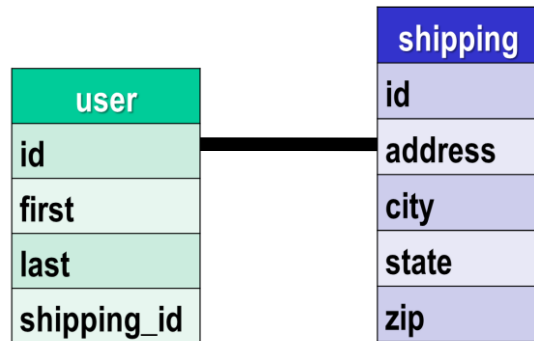 user
id
first
last
shipping_id
shipping
id
address
city
state
zip